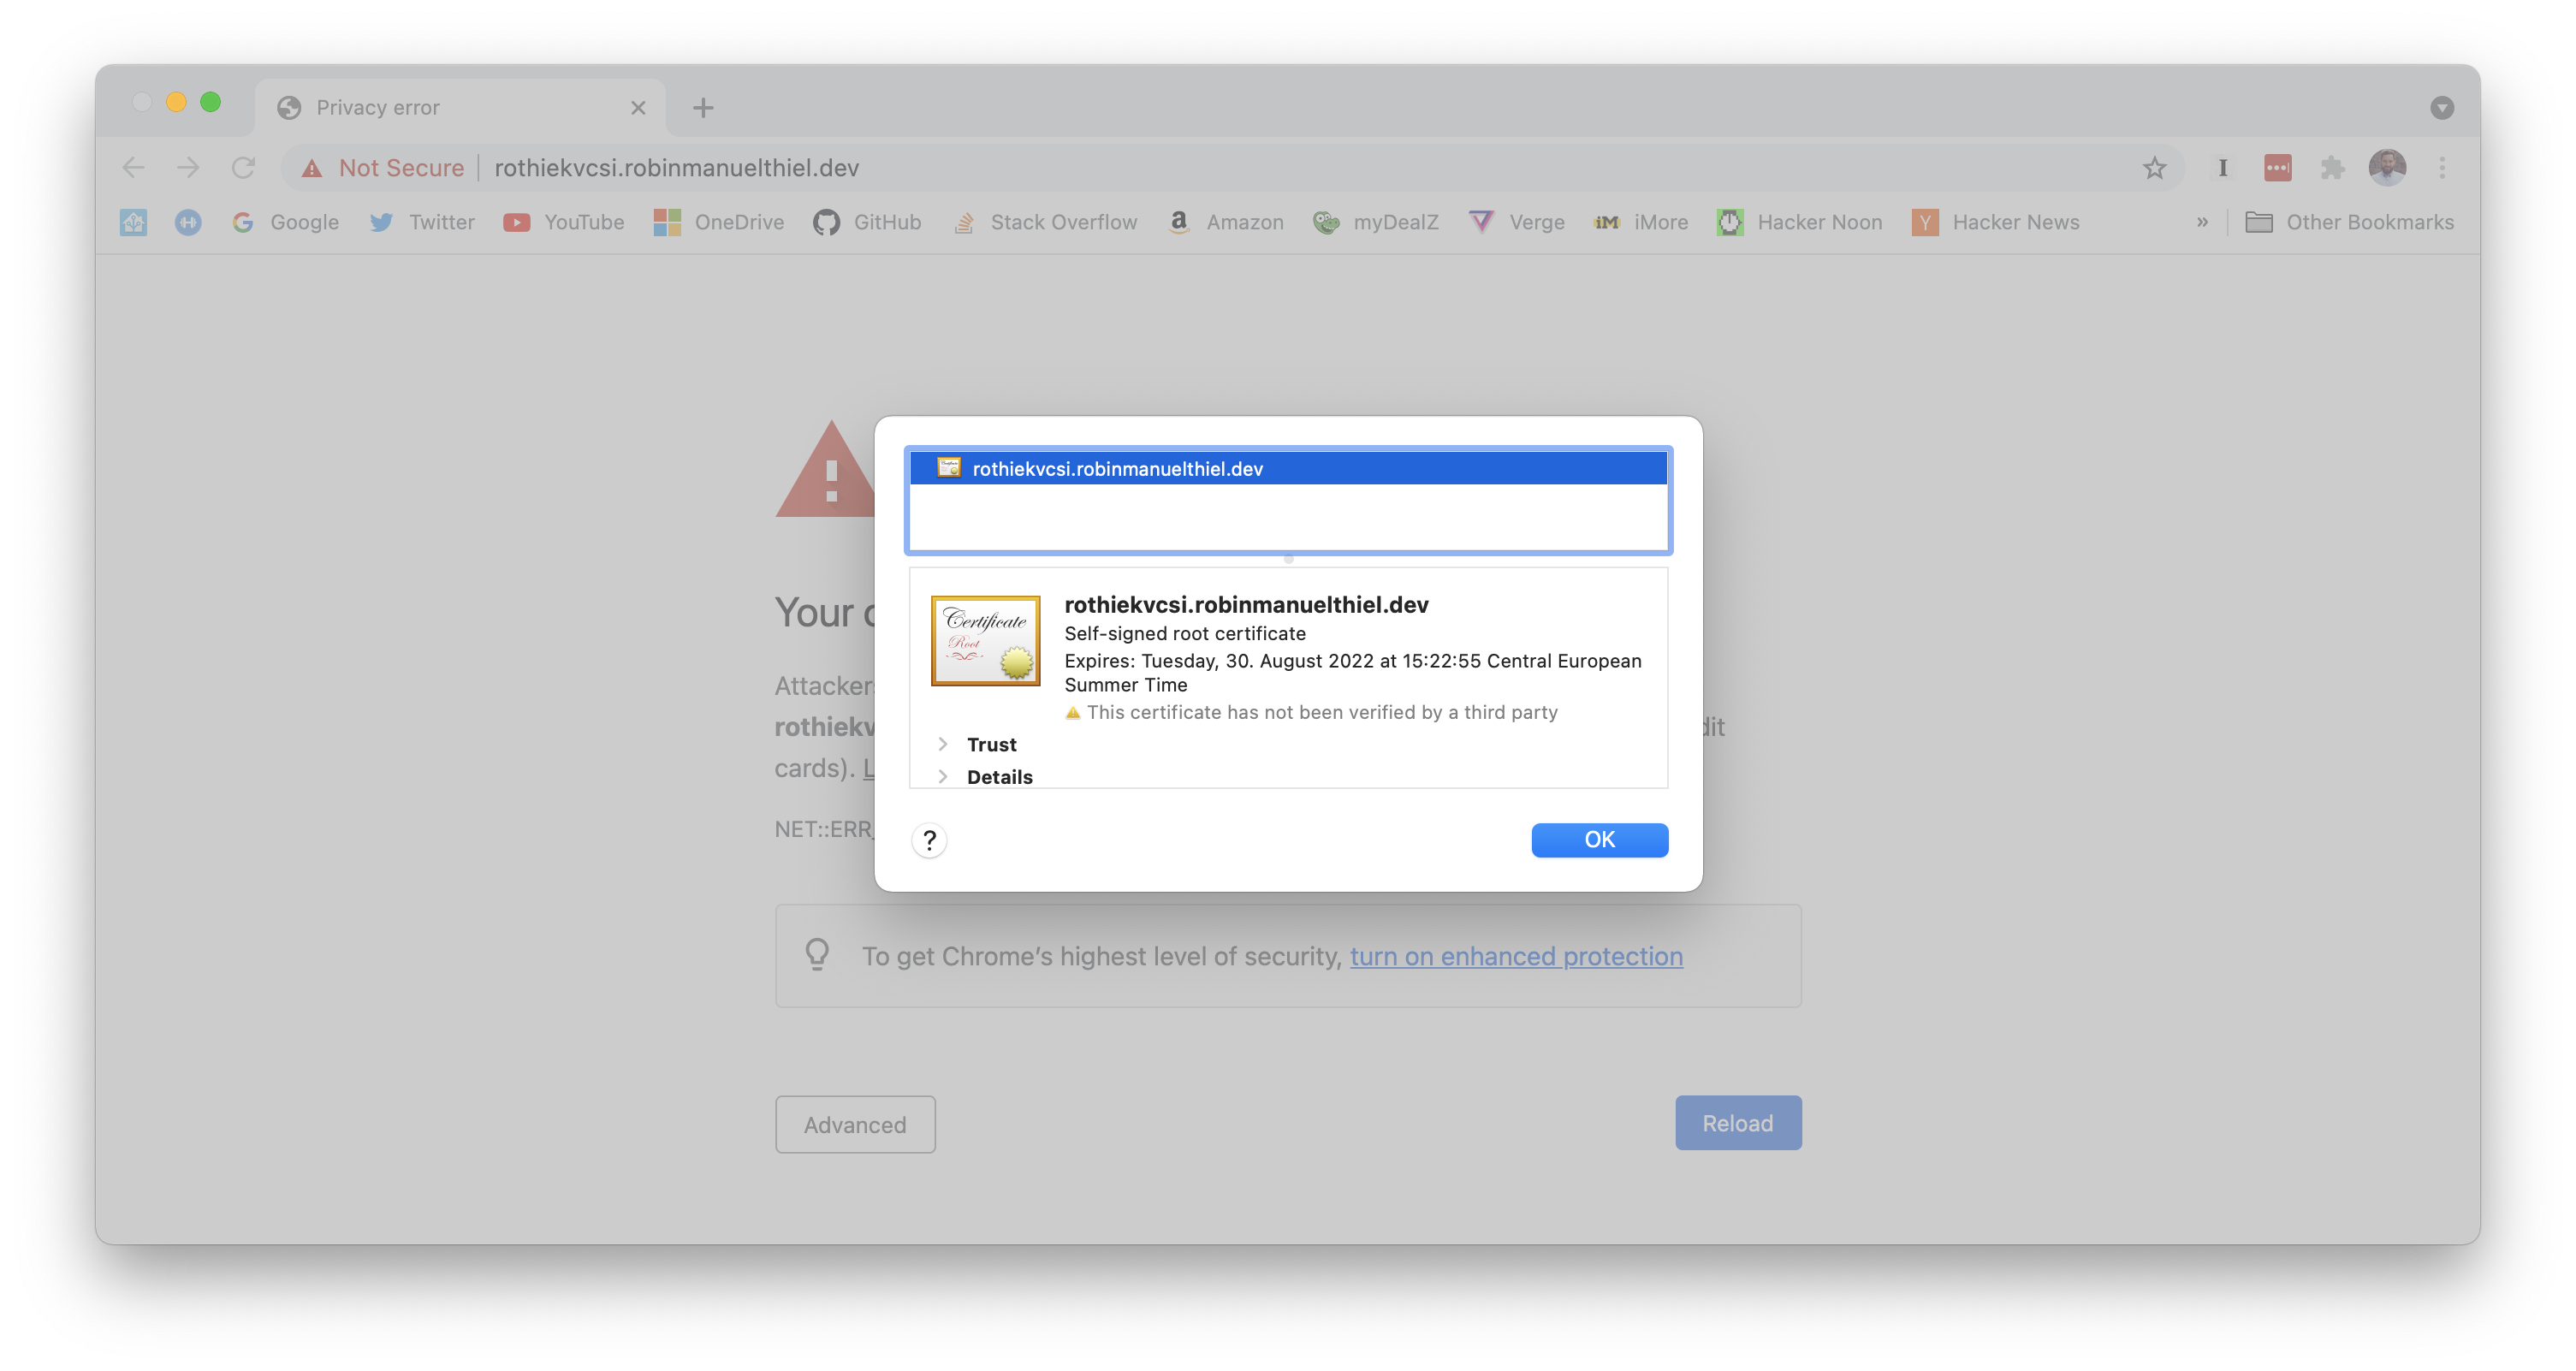 Privacy error
Not Secure rothiekvcsi.robinmanuelthiel.dev
Google Twitter YouTube OneDrive GitHub Stack Overflow Amazon myDealZ Verge iMore Hacker Noon Hacker News » Other Bookmarks
rothiekvcsi.robinmanuelthiel.dev
Certificate
Root
rothiekvcsi.robinmanuelthiel.dev
Self-signed root certificate
Expires: Tuesday, 30. August 2022 at 15:22:55 Central European
Summer Time
This certificate has not been verified by a third party
Trust
Details
?
OK
Your
cards).
NET::ERR_
To get Chrome’s highest level of security, turn on enhanced protection
Advanced
Reload